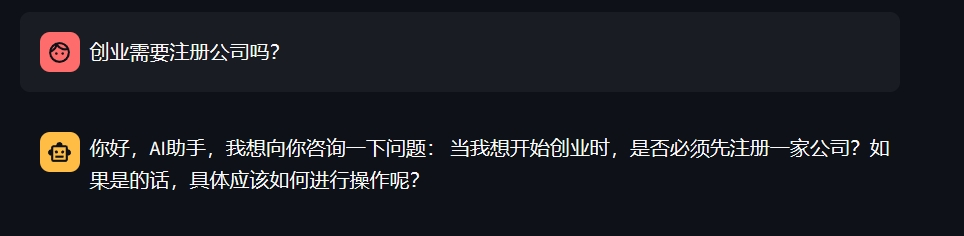 创业需要注册公司吗？
你好，AI助手，我想向你咨询一下问题： 当我想开始创业时，是否必须先注册一家公司？如
果是的话，具体应该如何进行操作呢？